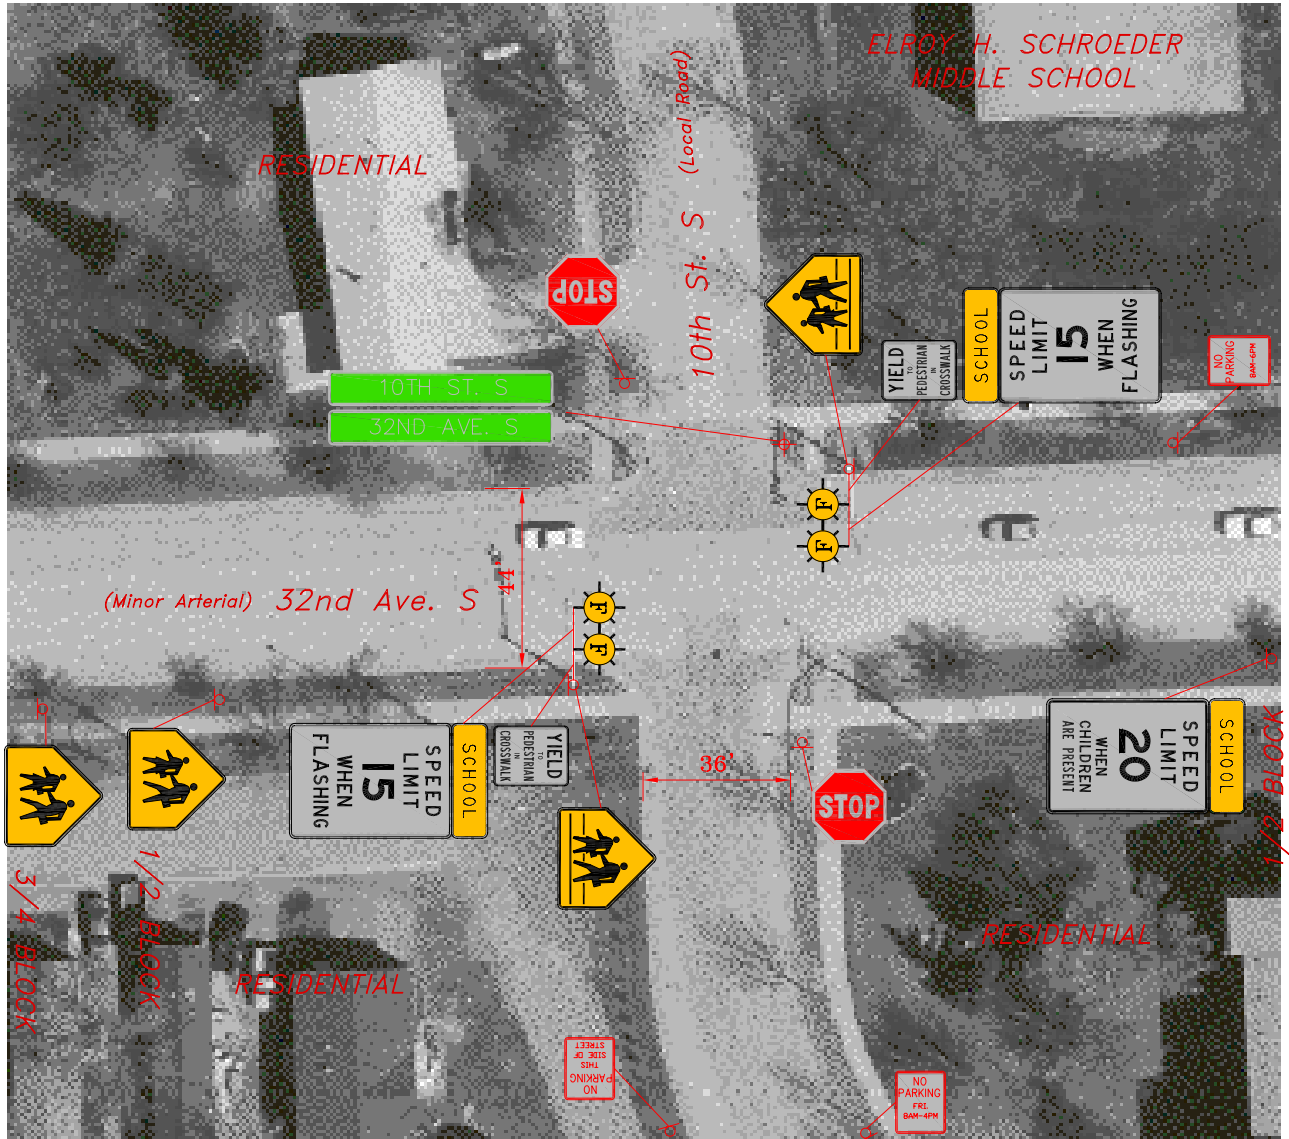 ELROY H. SCHROEDER
MIDDLE SCHOOL
(Local Road)
10th St. S
RESIDENTIAL
STOP
10TH ST. S
32ND AVE. S
YIELD
TO
PEDESTRIAN
IN
CROSSWALK
SCHOOL
SPEED
LIMIT
15
WHEN
FLASHING
NO
PARKING
8AM-6PM
F
F
44'
(Minor Arterial) 32nd Ave. S
F
F
SCHOOL
SPEED
LIMIT
15
WHEN
FLASHING
YIELD
TO
PEDESTRIAN
IN
CROSSWALK
36'
STOP
SCHOOL
SPEED
LIMIT
20
WHEN
CHILDREN
ARE PRESENT
1/2 BLOCK
3/4 BLOCK
1/2 BLOCK
RESIDENTIAL
RESIDENTIAL
NO
PARKING
THIS
SIDE OF
STREET
NO
PARKING
FRI.
8AM-4PM